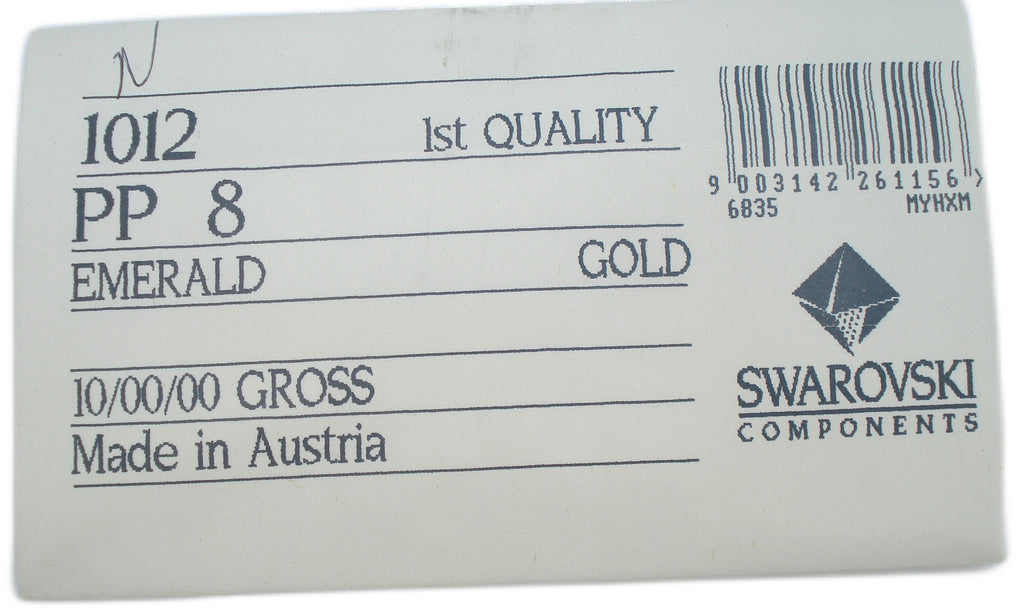 N
1012 1st QUALITY
PP 8
EMERALD GOLD
10/00/00 GROSS
Made in Austria
9 003142 261156 >
6835 MYHXM
SWAROVSKI
COMPONENTS